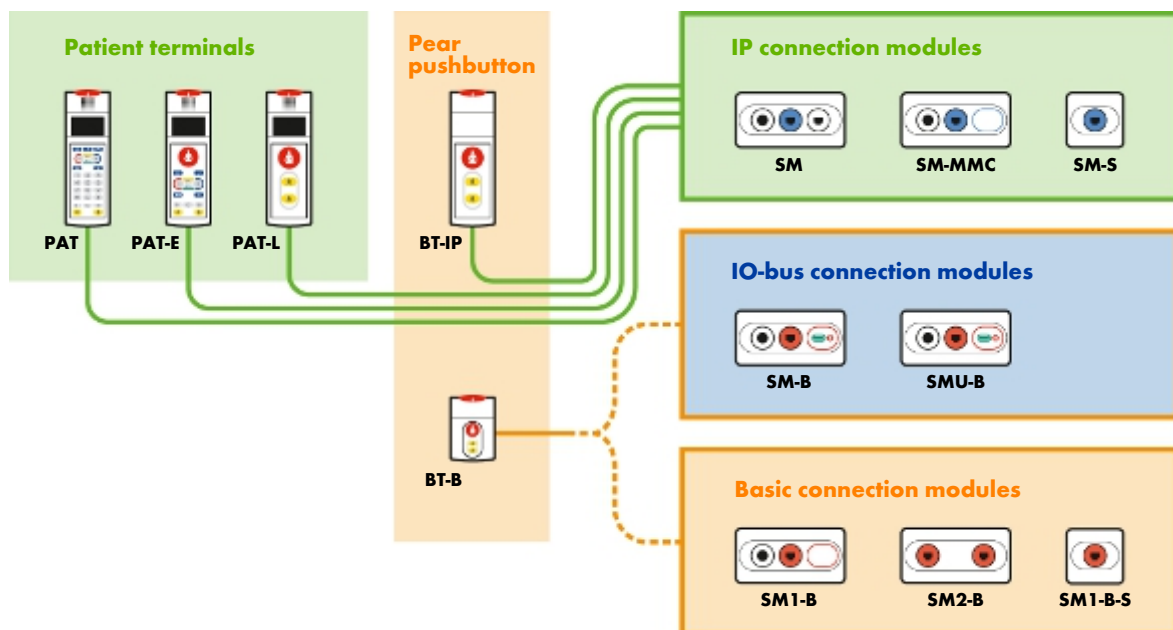 Patient terminals
Pear
pushbutton
IP connection modules
SM
SM-MMC
SM-S
PAT
PAT-E
PAT-L
BT-IP
IO-bus connection modules
SM-B
SMU-B
BT-B
Basic connection modules
SM1-B
SM2-B
SM1-B-S